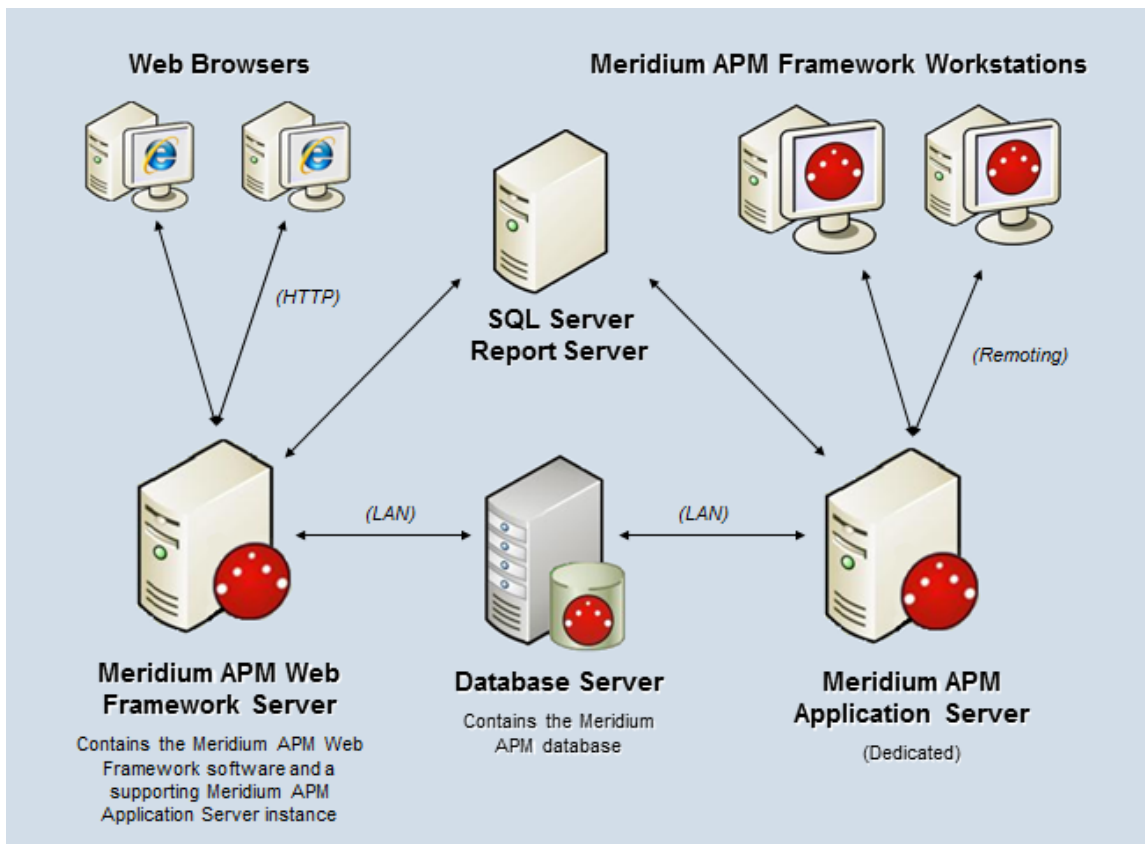 Web Browsers
Meridium APM Framework Workstations
(HTTP)
SQL Server
Report Server
(Remoting)
(LAN)
(LAN)
Meridium APM Web
Framework Server
Contains the Meridium APM Web
Framework software and a
supporting Meridium APM
Application Server instance
Database Server
Contains the Meridium
APM database
Meridium APM
Application Server
(Dedicated)